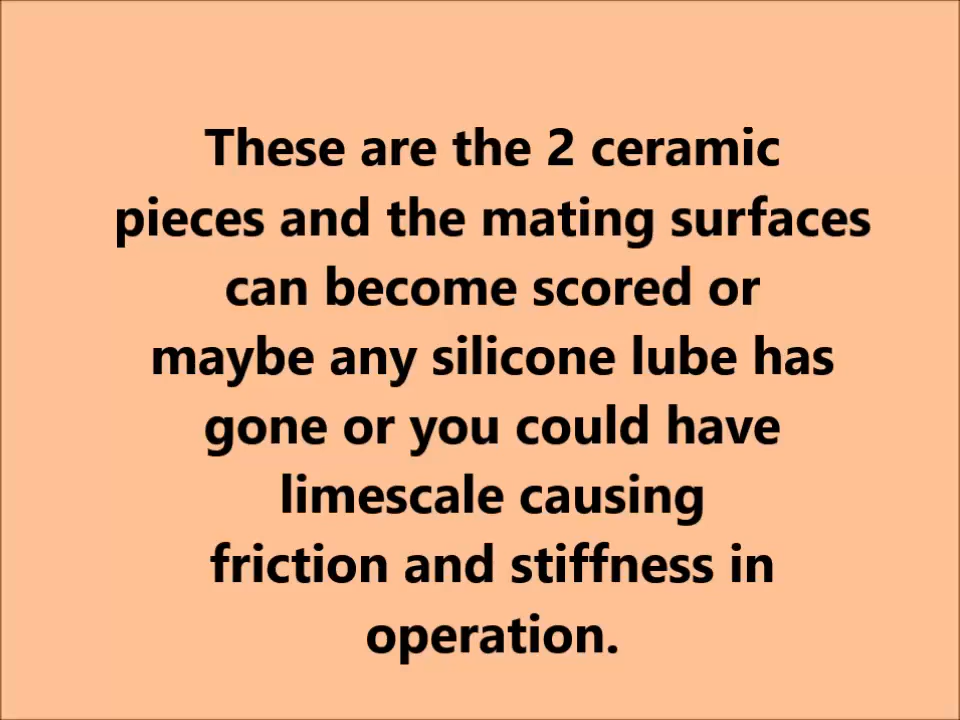 These are the 2 ceramic
pieces and the mating surfaces
can become scored or
maybe any silicone lube has
gone or you could have
limescale causing
friction and stiffness in
operation.